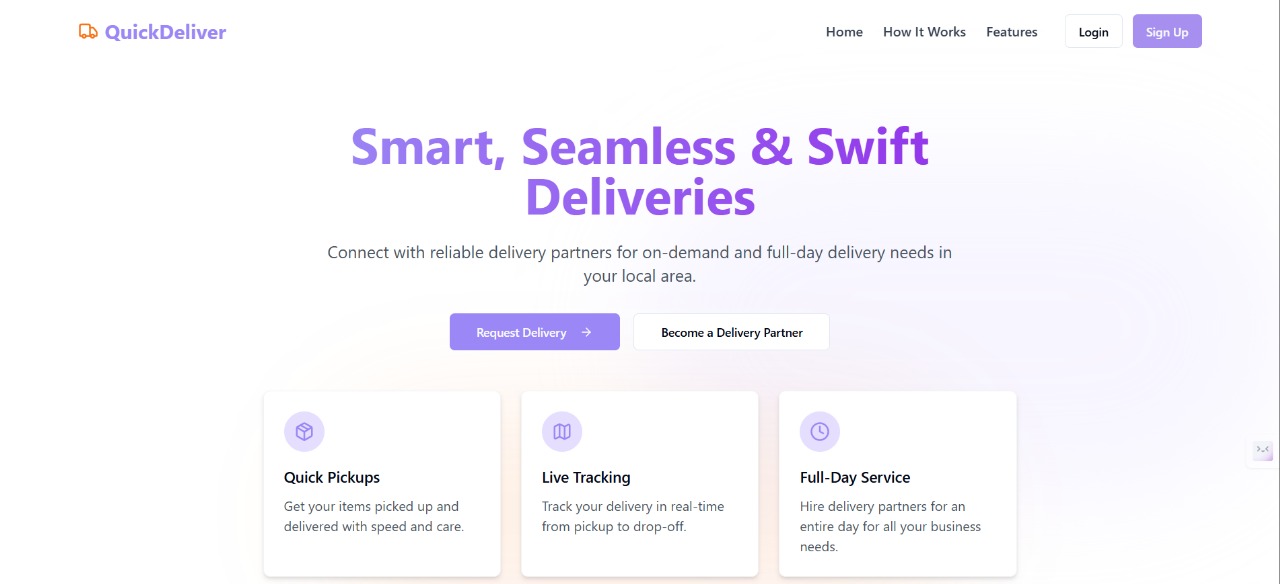 QuickDeliver
Home
How It Works
Features
Login
Sign Up
Smart, Seamless & Swift
Deliveries
Connect with reliable delivery partners for on-demand and full-day delivery needs in
your local area.
Request Delivery →
Become a Delivery Partner
Quick Pickups
Get your items picked up and
delivered with speed and care.
Live Tracking
Track your delivery in real-time
from pickup to drop-off.
Full-Day Service
Hire delivery partners for an
entire day for all your business
needs.